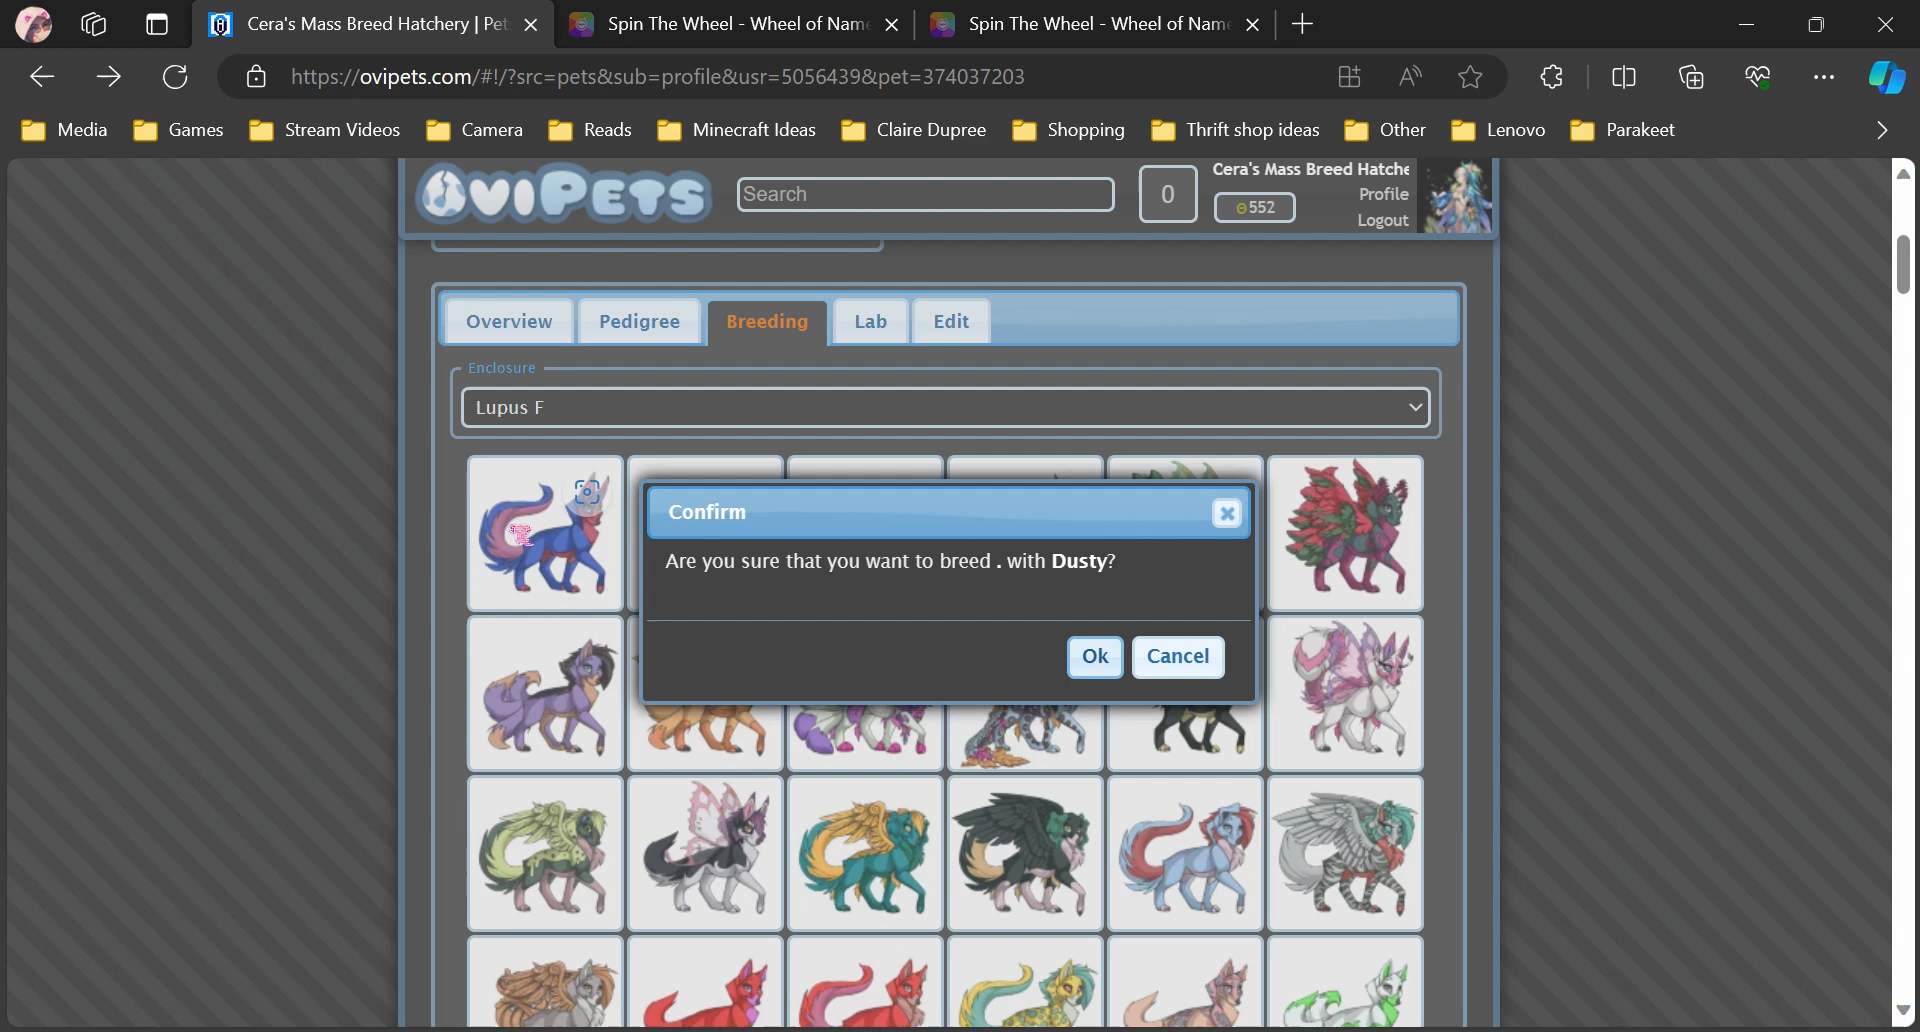 Cera's Mass Breed Hatchery | Pet
Spin The Wheel - Wheel of Name
Spin The Wheel - Wheel of Name
https://ovipets.com/#!/?src=pets&sub=profile&usr=5056439&pet=374037203
Media
Games
Stream Videos
Camera
Reads
Minecraft Ideas
Claire Dupree
Shopping
Thrift shop ideas
Other
Lenovo
Parakeet
OviPets
Search
0
Cera's Mass Breed Hatche
552
Profile
Logout
Overview
Pedigree
Breeding
Lab
Edit
Enclosure
Lupus F
Confirm
Are you sure that you want to breed . with Dusty?
Ok
Cancel